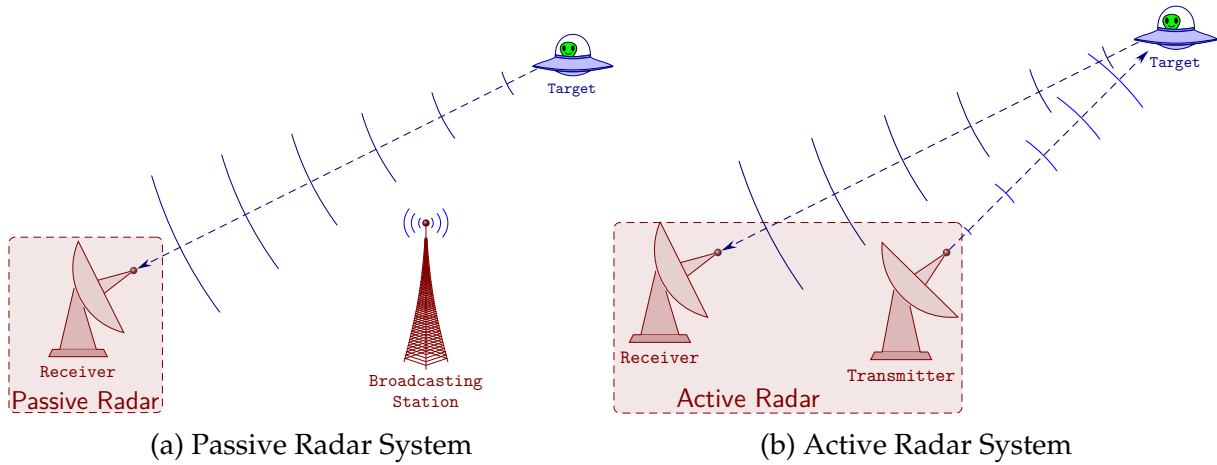 Target
Receiver
Passive Radar
Broadcasting
Station
(a) Passive Radar System
Target
Receiver
Transmitter
Active Radar
(b) Active Radar System